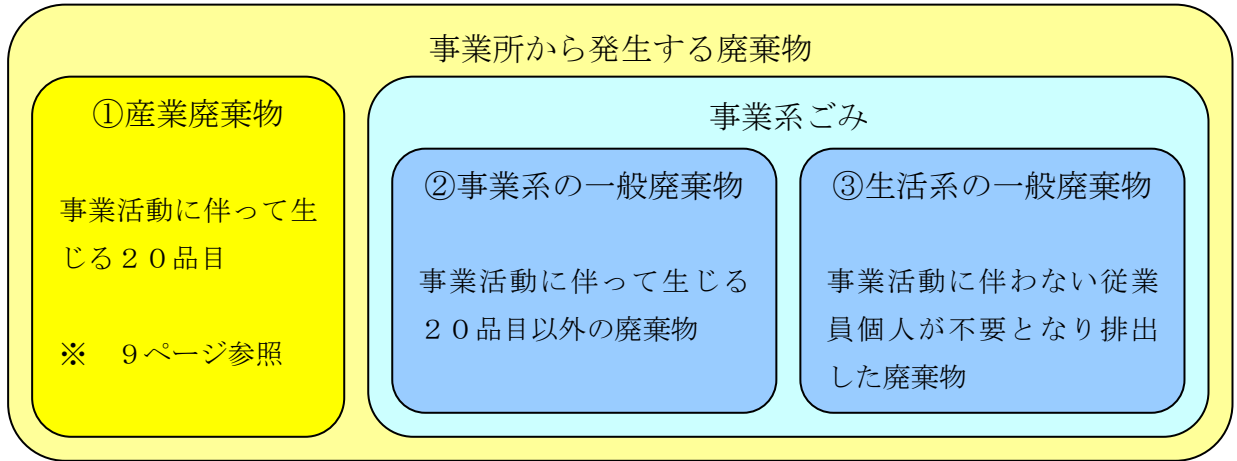 事業所から発生する廃棄物
①産業廃棄物
事業活動に伴って生
じる２０品目
※　９ページ参照
事業系ごみ
②事業系の一般廃棄物
事業活動に伴って生じる
２０品目以外の廃棄物
③生活系の一般廃棄物
事業活動に伴わない従業
員個人が不要となり排出
した廃棄物